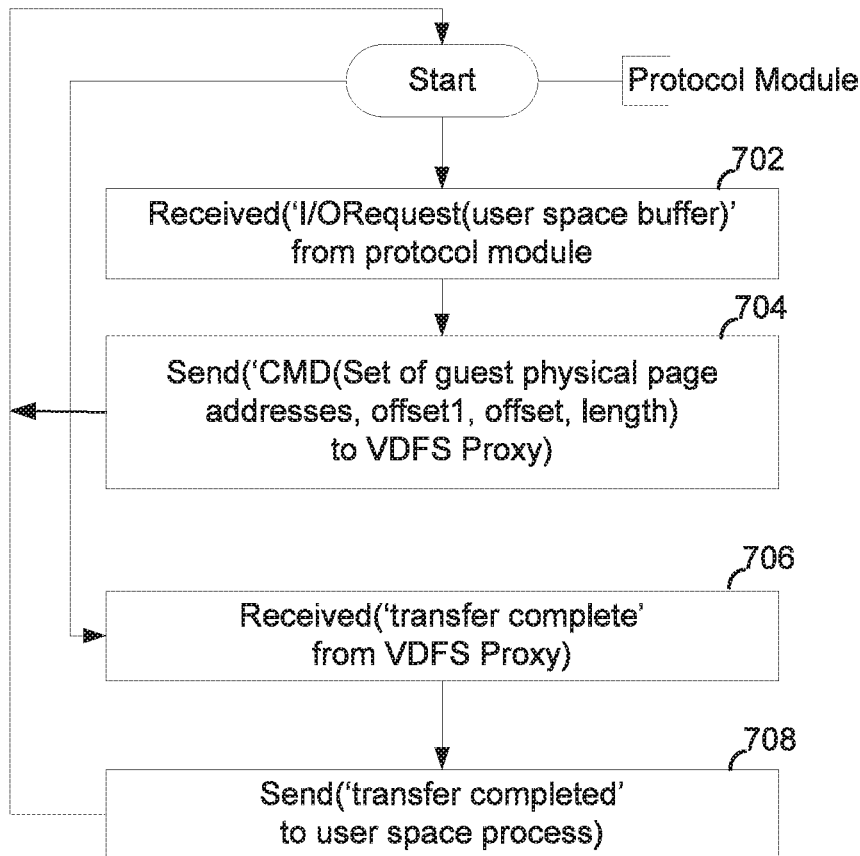 Start
Protocol Module
702
Received('I/ORequest(user space buffer)'
from protocol module
704
Send('CMD(Set of guest physical page
addresses, offset1, offset, length)
to VDFS Proxy)
706
Received('transfer complete'
from VDFS Proxy)
708
Send('transfer completed'
to user space process)